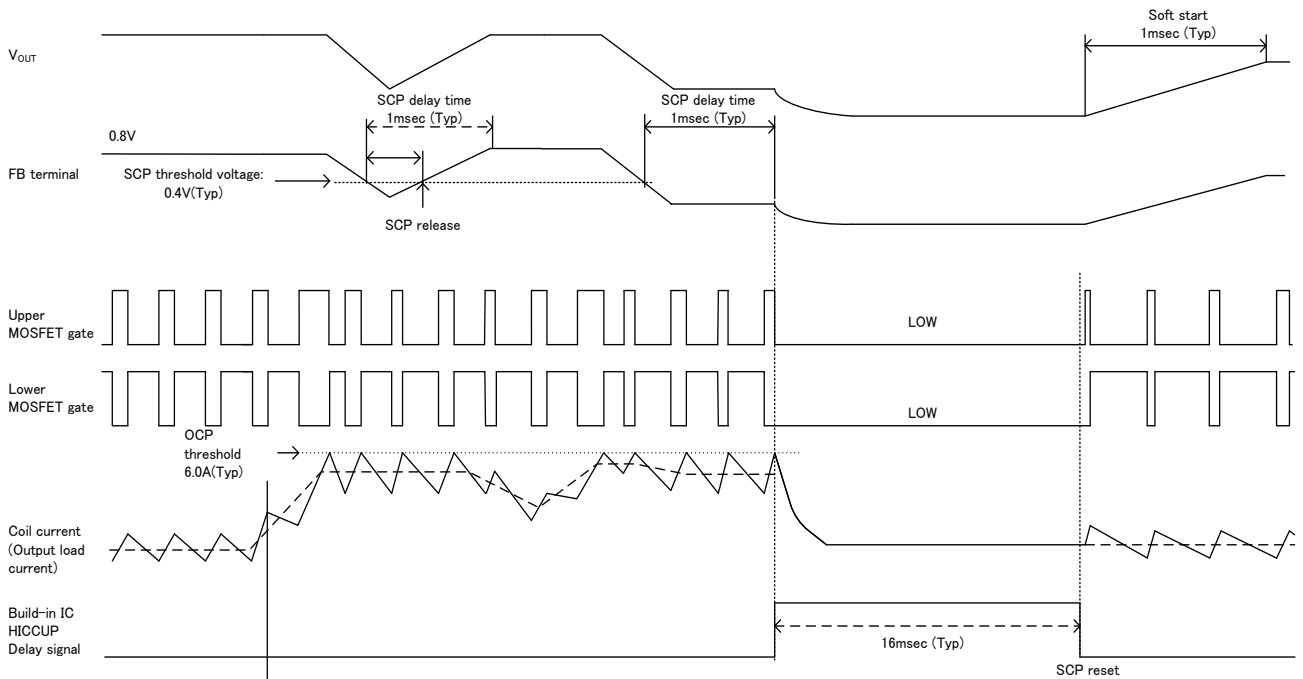 Soft start
1msec (Typ)
VOUT
SCP delay time
1msec (Typ)
SCP delay time
1msec (Typ)
0.8V
FB terminal
SCP threshold voltage:
0.4V(Typ)
SCP release
Upper
MOSFET gate
LOW
Lower
MOSFET gate
LOW
OCP
threshold
6.0A(Typ)
Coil current
(Output load
current)
Build-in IC
HICCUP
Delay signal
16msec (Typ)
SCP reset